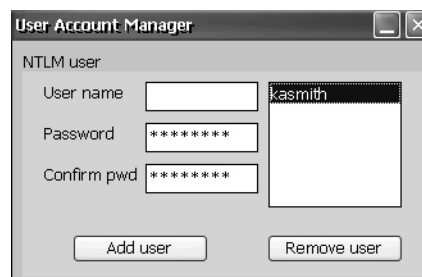 User Account Manager
NTLM user
User name
kasmith
Password ********
Confirm pwd ********
Add user Remove user